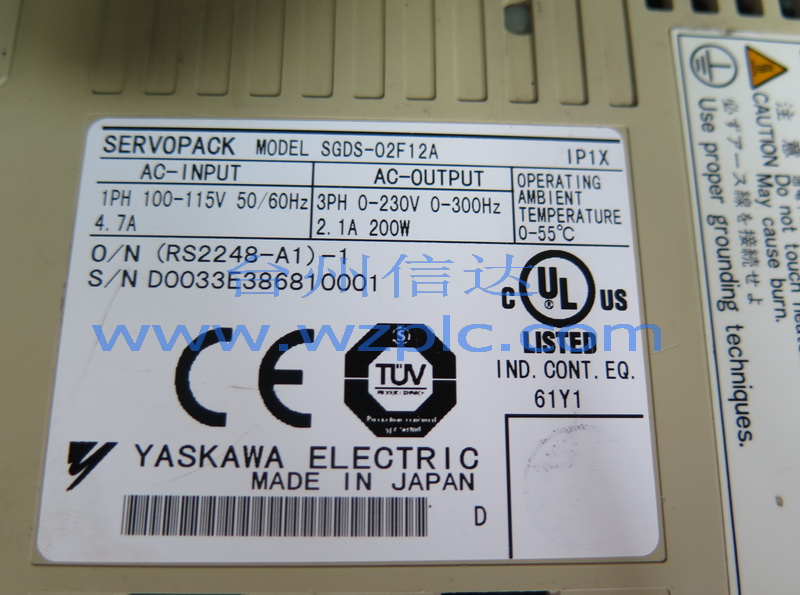 SERVOPACK MODEL SGDS-02F12A IP1X
AC-INPUT
1PH 100-115V 50/60Hz
4.7A
AC-OUTPUT
3PH 0-230V 0-300Hz
2.1A 200W
OPERATING
AMBIENT
TEMPERATURE
0-55℃
O/N (RS2248-A1)-1
S/N D0033E386810001
台州信达
www.wzplc.com
C UL US
®
LISTED
IND. CONT. EQ.
61Y1
CE
S
TÜV
YASKAWA ELECTRIC
MADE IN JAPAN
D
注意
CAUTION
Do not touch
May cause burn.
必ずアース線を接続せよ
Use proper grounding techniques.